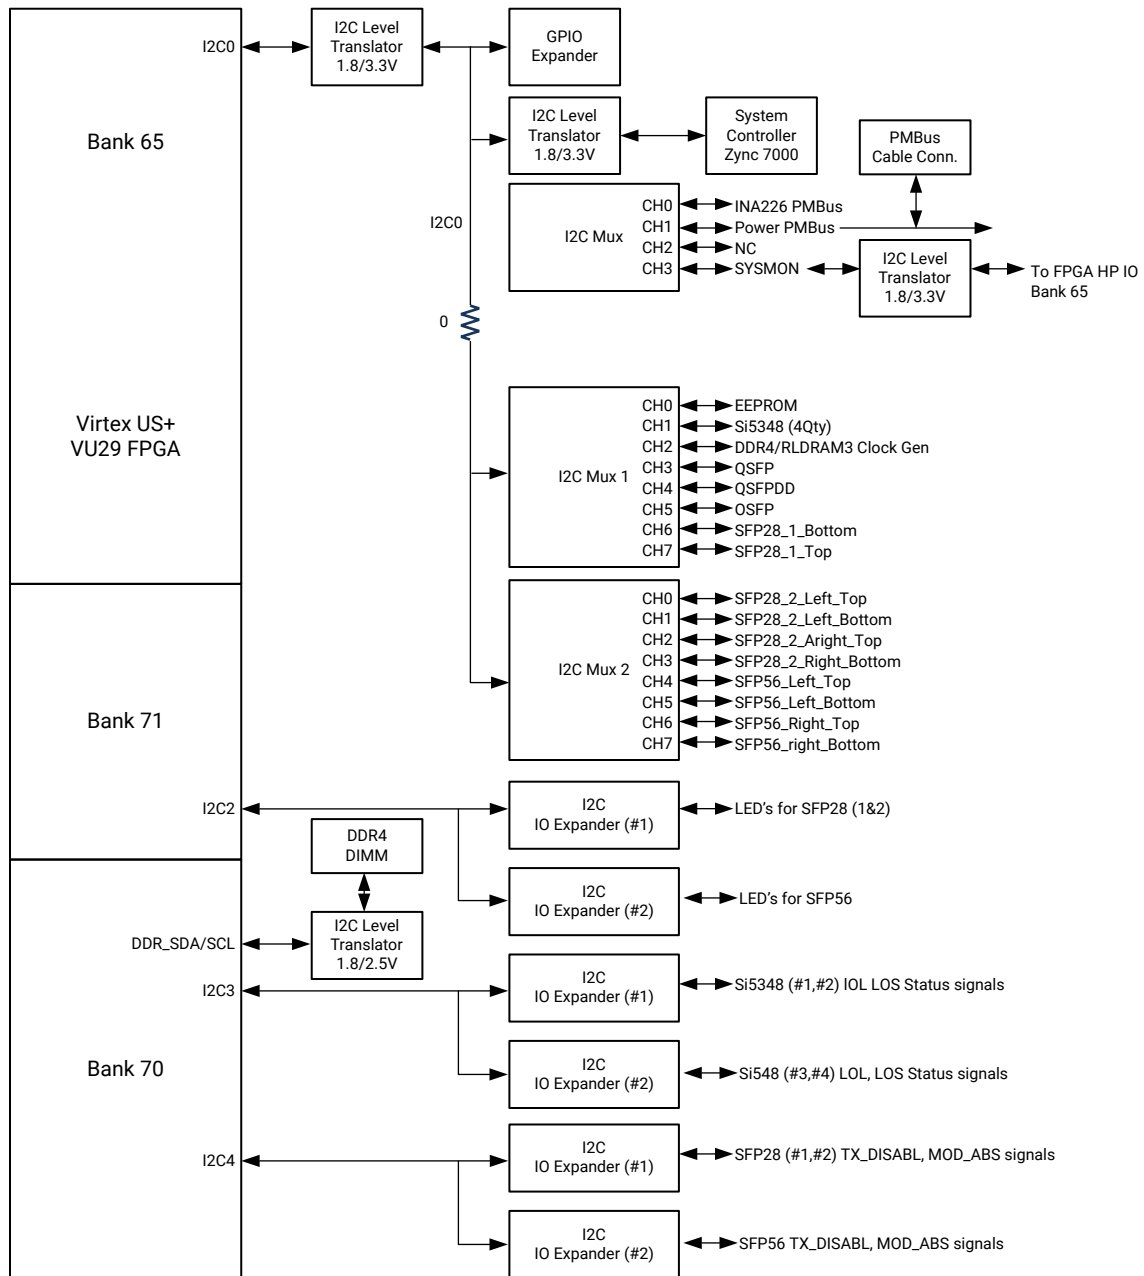 I2C0
I2C Level
Translator
1.8/3.3V
GPIO
Expander
Bank 65
I2C Level
Translator
1.8/3.3V
System
Controller
Zync 7000
PMBus
Cable Conn.
I2C0
I2C Mux
CH0
INA226 PMBus
CH1
Power PMBus
CH2
NC
CH3
SYSMON
I2C Level
Translator
1.8/3.3V
To FPGA HP IO
Bank 65
0
Virtex US+
VU29 FPGA
I2C Mux 1
CH0
EEPROM
CH1
Si5348 (4Qty)
CH2
DDR4/RLDRAM3 Clock Gen
CH3
QSFP
CH4
QSFPDD
CH5
OSFP
CH6
SFP28_1_Bottom
CH7
SFP28_1_Top
I2C Mux 2
CH0
SFP28_2_Left_Top
CH1
SFP28_2_Left_Bottom
CH2
SFP28_2_Aright_Top
CH3
SFP28_2_Right_Bottom
CH4
SFP56_Left_Top
CH5
SFP56_Left_Bottom
CH6
SFP56_Right_Top
CH7
SFP56_right_Bottom
Bank 71
I2C2
I2C
IO Expander (#1)
LED's for SFP28 (1&2)
DDR4
DIMM
I2C
IO Expander (#2)
LED's for SFP56
DDR_SDA/SCL
I2C Level
Translator
1.8/2.5V
I2C3
I2C
IO Expander (#1)
Si5348 (#1,#2) lOL LOS Status signals
Bank 70
I2C
IO Expander (#2)
Si548 (#3,#4) LOL, LOS Status signals
I2C4
I2C
IO Expander (#1)
SFP28 (#1,#2) TX_DISABL, MOD_ABS signals
I2C
IO Expander (#2)
SFP56 TX_DISABL, MOD_ABS signals